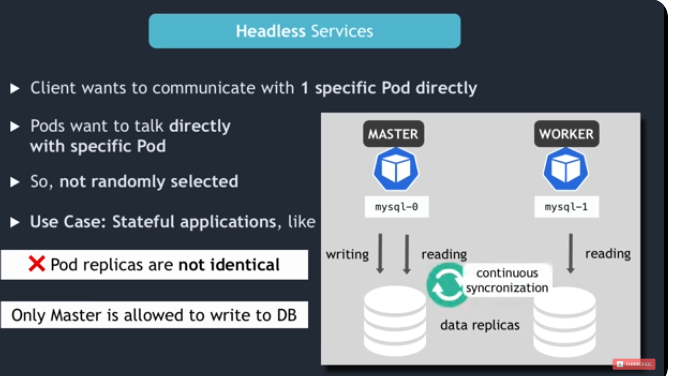 Headless Services
▶ Client wants to communicate with 1 specific Pod directly
▶ Pods want to talk directly
with specific Pod
▶ So, not randomly selected
▶ Use Case: Stateful applications, like
❌ Pod replicas are not identical
Only Master is allowed to write to DB
MASTER
WORKER
mysql-0
mysql-1
writing
reading
reading
continuous
syncronization
data replicas